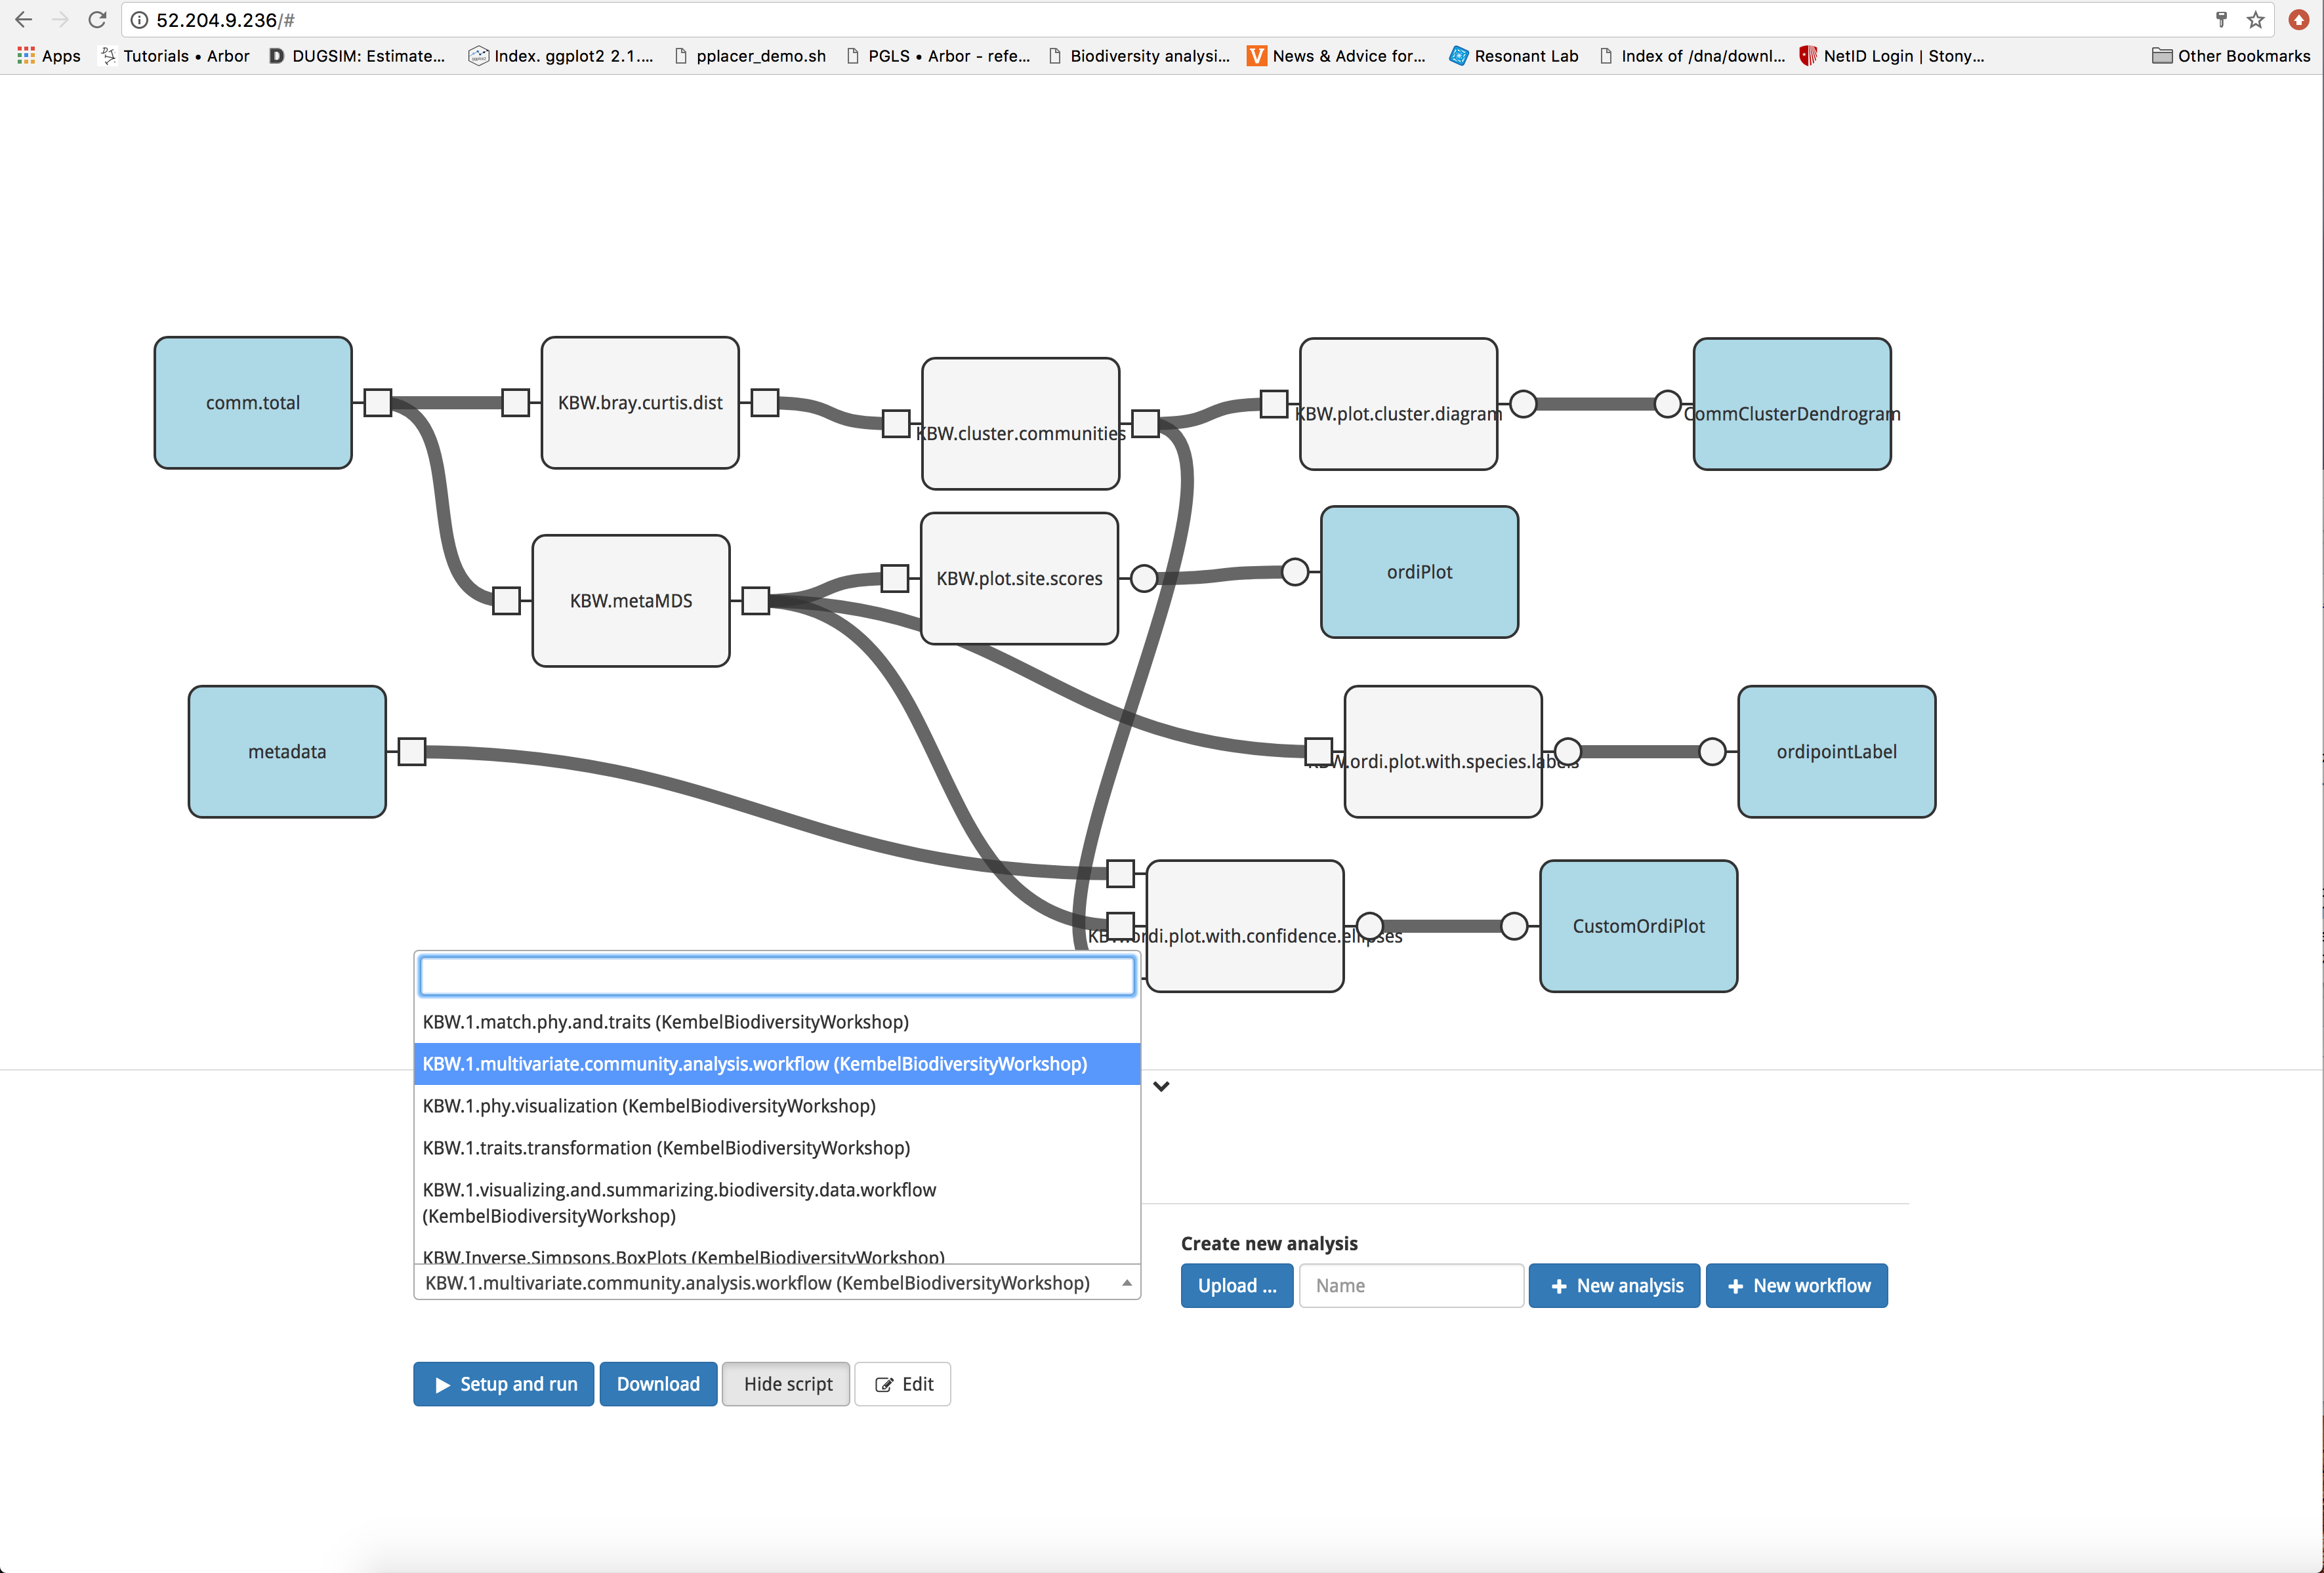 52.204.9.236/#
Apps Tutorials • Arbor DUGSIM: Estimate... Index. ggplot2 2.1.... pplacer_demo.sh PGLS • Arbor - refe... Biodiversity analysi... News & Advice for... Resonant Lab Index of /dna/downl... NetID Login | Stony... Other Bookmarks
comm.total
KBW.bray.curtis.dist
KBW.cluster.communities
KBW.plot.cluster.diagram
CommClusterDendrogram
KBW.metaMDS
KBW.plot.site.scores
ordiPlot
metadata
KBW.ordi.plot.with.species.labels
ordipointLabel
KBW.ordi.plot.with.confidence.ellipses
CustomOrdiPlot
KBW.1.match.phy.and.traits (KembelBiodiversityWorkshop)
KBW.1.multivariate.community.analysis.workflow (KembelBiodiversityWorkshop)
KBW.1.phy.visualization (KembelBiodiversityWorkshop)
KBW.1.traits.transformation (KembelBiodiversityWorkshop)
KBW.1.visualizing.and.summarizing.biodiversity.data.workflow
(KembelBiodiversityWorkshop)
KBW.Inverse.Simpsons.BoxPlots (KembelBiodiversityWorkshop)
KBW.1.multivariate.community.analysis.workflow (KembelBiodiversityWorkshop)
Create new analysis
Upload ... Name New analysis New workflow
Setup and run Download Hide script Edit